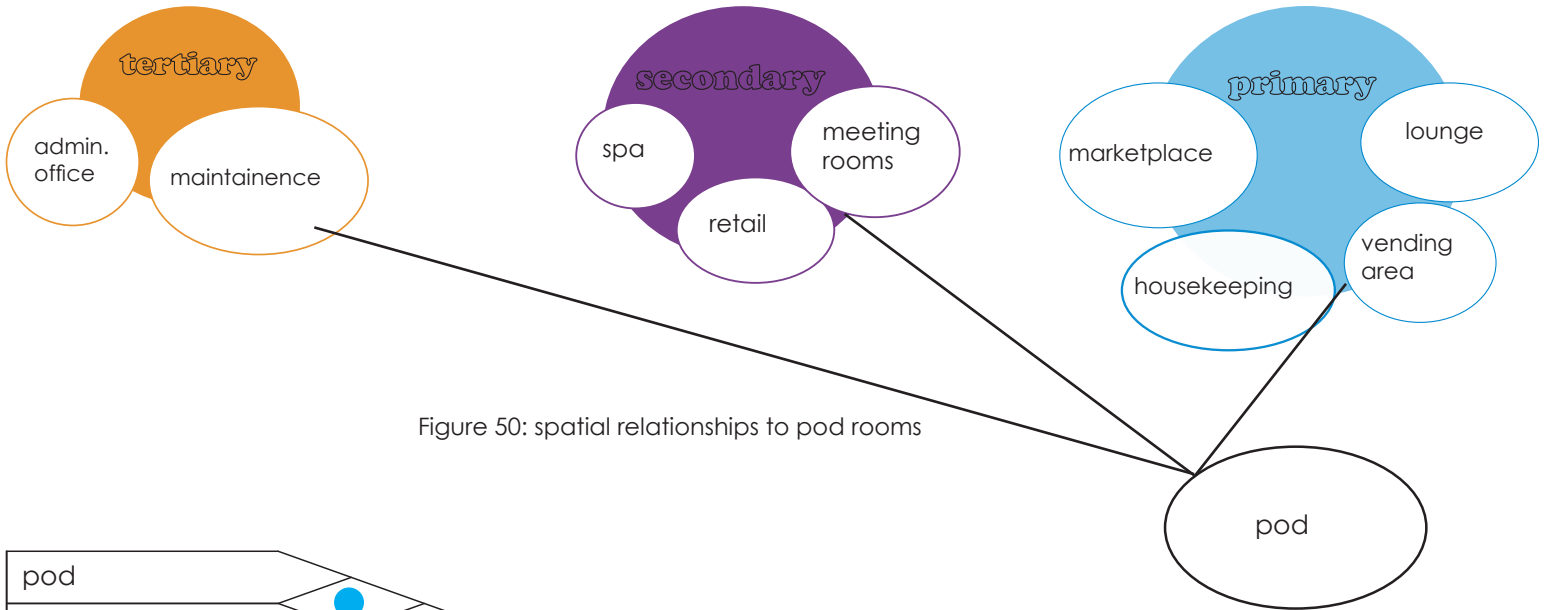 tertiary
admin.
office
maintainence
secondary
spa
meeting
rooms
retail
primary
marketplace
lounge
housekeeping
vending
area
Figure 50: spatial relationships to pod rooms
pod
pod